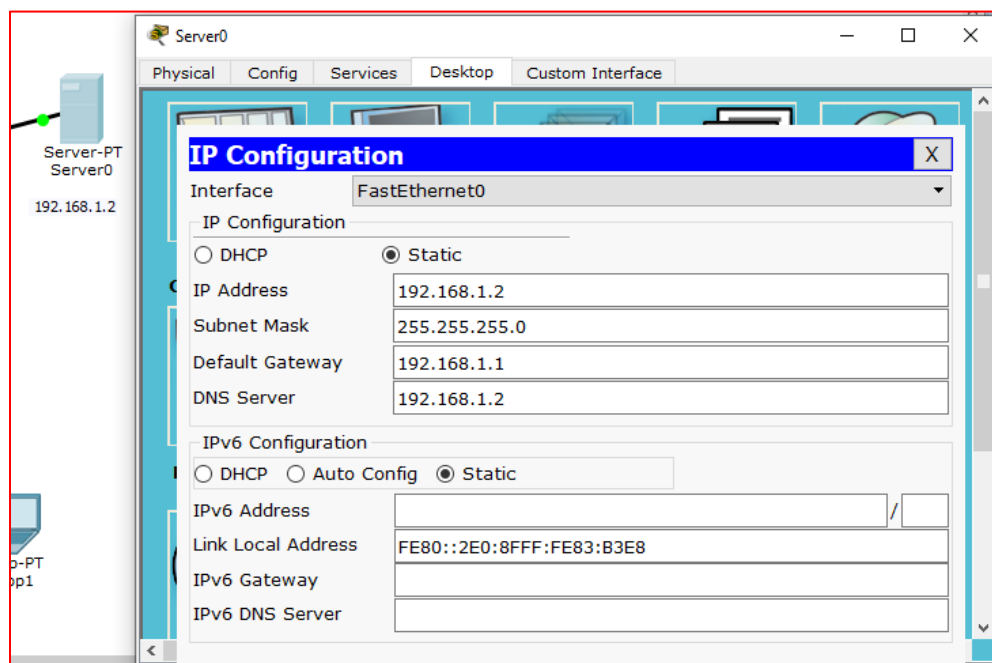 Server0
Physical Config Services Desktop Custom Interface
Server-PT
Server0
192.168.1.2
IP Configuration X
Interface FastEthernet0
IP Configuration
DHCP Static
IP Address 192.168.1.2
Subnet Mask 255.255.255.0
Default Gateway 192.168.1.1
DNS Server 192.168.1.2
IPv6 Configuration
DHCP Auto Config Static
IPv6 Address /
Link Local Address FE80::2E0:8FFF:FE83:B3E8
IPv6 Gateway
IPv6 DNS Server
-PT
op1